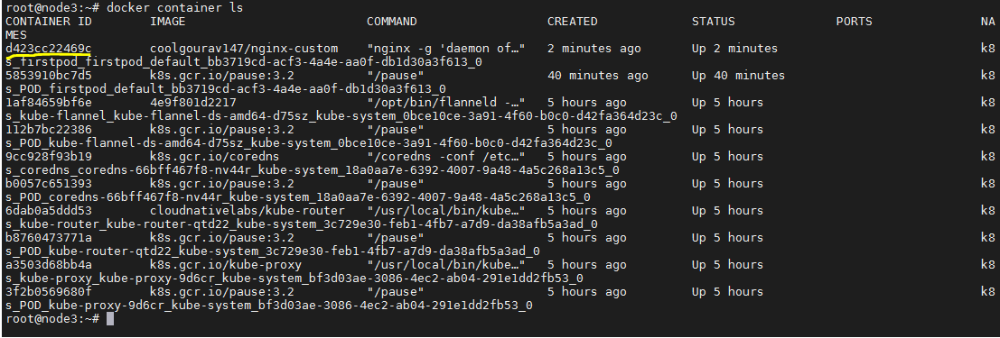 root@node3:~# docker container ls
CONTAINER ID        IMAGE                         COMMAND                  CREATED             STATUS              PORTS               NA
MES
d423cc22469c        coolgourav147/nginx-custom    "nginx -g 'daemon of…"   2 minutes ago       Up 2 minutes                            k8
s_firstpod_firstpod_default_bb3719cd-acf3-4a4e-aa0f-db1d30a3f613_0
5853910bc7d5        k8s.gcr.io/pause:3.2          "/pause"                 40 minutes ago      Up 40 minutes                           k8
s_POD_firstpod_default_bb3719cd-acf3-4a4e-aa0f-db1d30a3f613_0
1af84659bf6e        4e9f801d2217                  "/opt/bin/flanneld -…"   5 hours ago         Up 5 hours                              k8
s_kube-flannel_kube-flannel-ds-amd64-d75sz_kube-system_0bce10ce-3a91-4f60-b0c0-d42fa364d23c_0
112b7bc22386        k8s.gcr.io/pause:3.2          "/pause"                 5 hours ago         Up 5 hours                              k8
s_POD_kube-flannel-ds-amd64-d75sz_kube-system_0bce10ce-3a91-4f60-b0c0-d42fa364d23c_0
9cc928f93b19        k8s.gcr.io/coredns            "/coredns -conf /etc…"   5 hours ago         Up 5 hours                              k8
s_coredns_coredns-66bff467f8-nv44r_kube-system_18a0aa7e-6392-4007-9a48-4a5c268a13c5_0
b0057c651393        k8s.gcr.io/pause:3.2          "/pause"                 5 hours ago         Up 5 hours                              k8
s_POD_coredns-66bff467f8-nv44r_kube-system_18a0aa7e-6392-4007-9a48-4a5c268a13c5_0
6dab0a5ddd53        cloudnativelabs/kube-router   "/usr/local/bin/kube…"   5 hours ago         Up 5 hours                              k8
s_kube-router_kube-router-qtd22_kube-system_3c729e30-feb1-4fb7-a7d9-da38afb5a3ad_0
b8760473771a        k8s.gcr.io/pause:3.2          "/pause"                 5 hours ago         Up 5 hours                              k8
s_POD_kube-router-qtd22_kube-system_3c729e30-feb1-4fb7-a7d9-da38afb5a3ad_0
a3503d68bb4a        k8s.gcr.io/kube-proxy         "/usr/local/bin/kube…"   5 hours ago         Up 5 hours                              k8
s_kube-proxy_kube-proxy-9d6cr_kube-system_bf3d03ae-3086-4ec2-ab04-291e1dd2fb53_0
3f2b0569680f        k8s.gcr.io/pause:3.2          "/pause"                 5 hours ago         Up 5 hours                              k8
s_POD_kube-proxy-9d6cr_kube-system_bf3d03ae-3086-4ec2-ab04-291e1dd2fb53_0
root@node3:~#